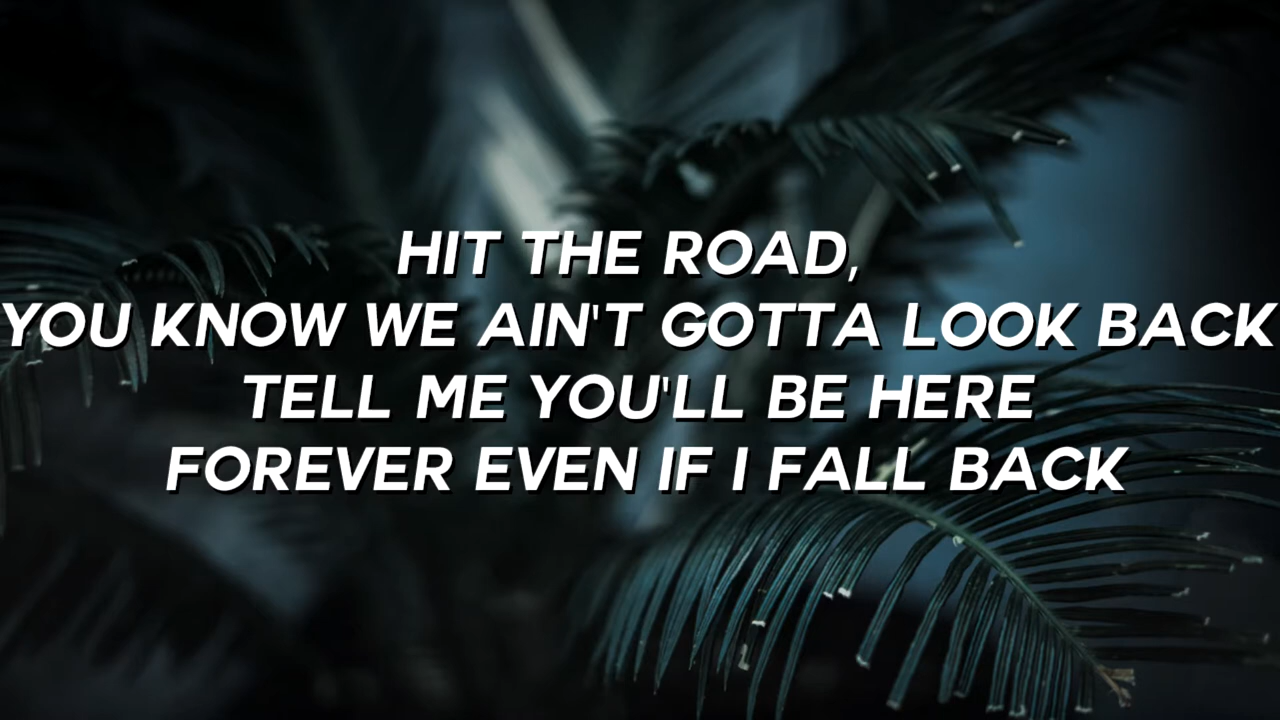 HIT THE ROAD,
YOU KNOW WE AIN'T GOTTA LOOK BACK
TELL ME YOU'LL BE HERE
FOREVER EVEN IF I FALL BACK